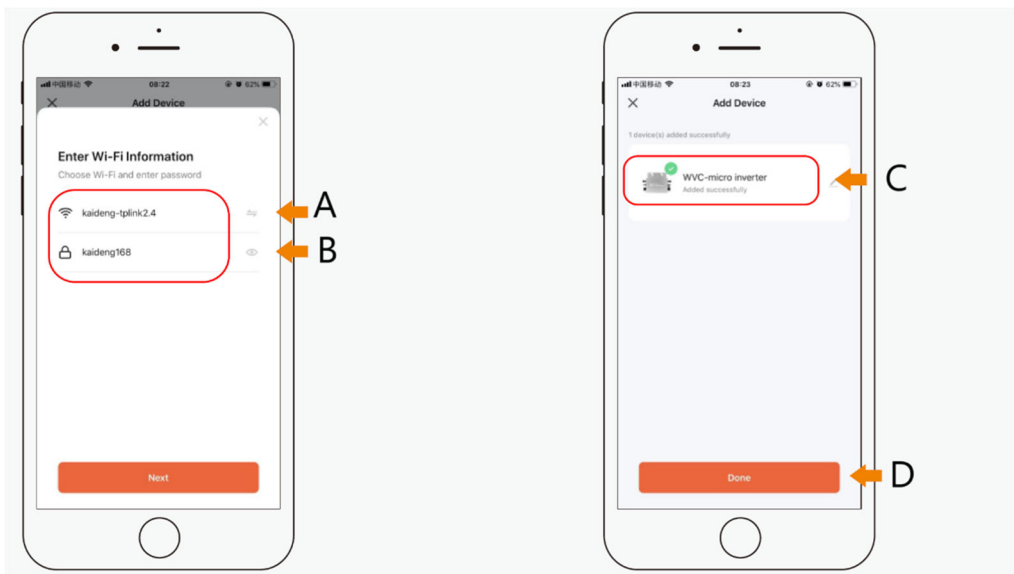 中国移动 08:22 62%
Add Device
Enter Wi-Fi Information
Choose Wi-Fi and enter password
kaideng-tplink2.4
A
kaideng168
B
Next
中国移动 08:23 62%
Add Device
1 device(s) added successfully
WVC-micro inverter
Added successfully
C
Done
D